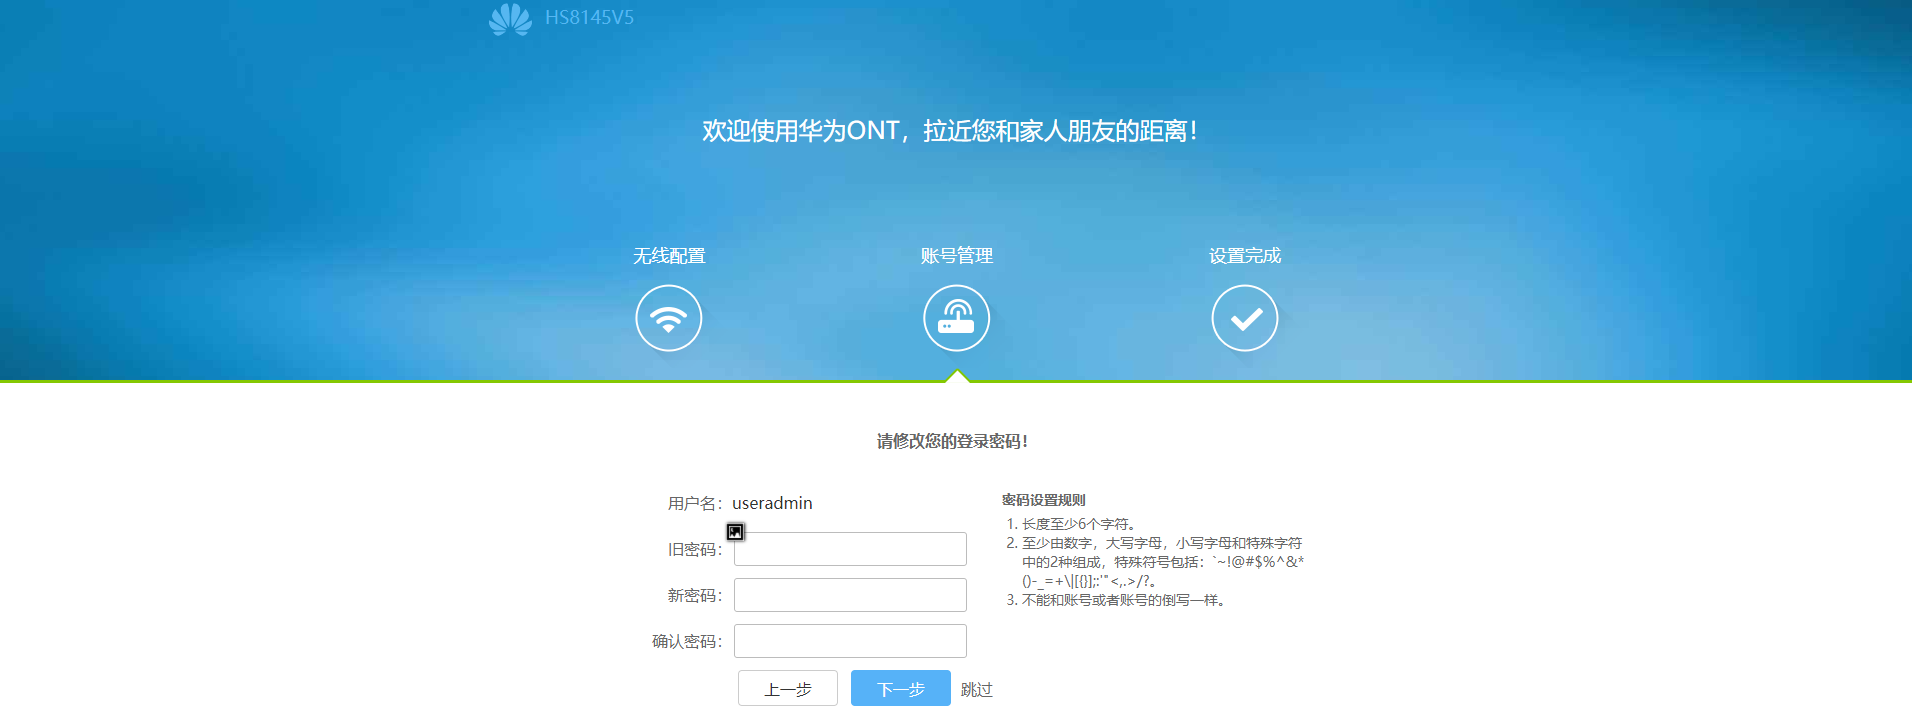 HS8145V5
欢迎使用华为ONT，拉近您和家人朋友的距离！
无线配置
账号管理
设置完成
请修改您的登录密码！
用户名：useradmin
旧密码：
新密码：
确认密码：
上一步
下一步
跳过
密码设置规则
1. 长度至少6个字符。
2. 至少由数字，大写字母，小写字母和特殊字符
中的2种组成，特殊符号包括：`~!@#$%^&*
()-_=+\|[{}];:'"<,.>/?。
3. 不能和账号或者账号的倒写一样。